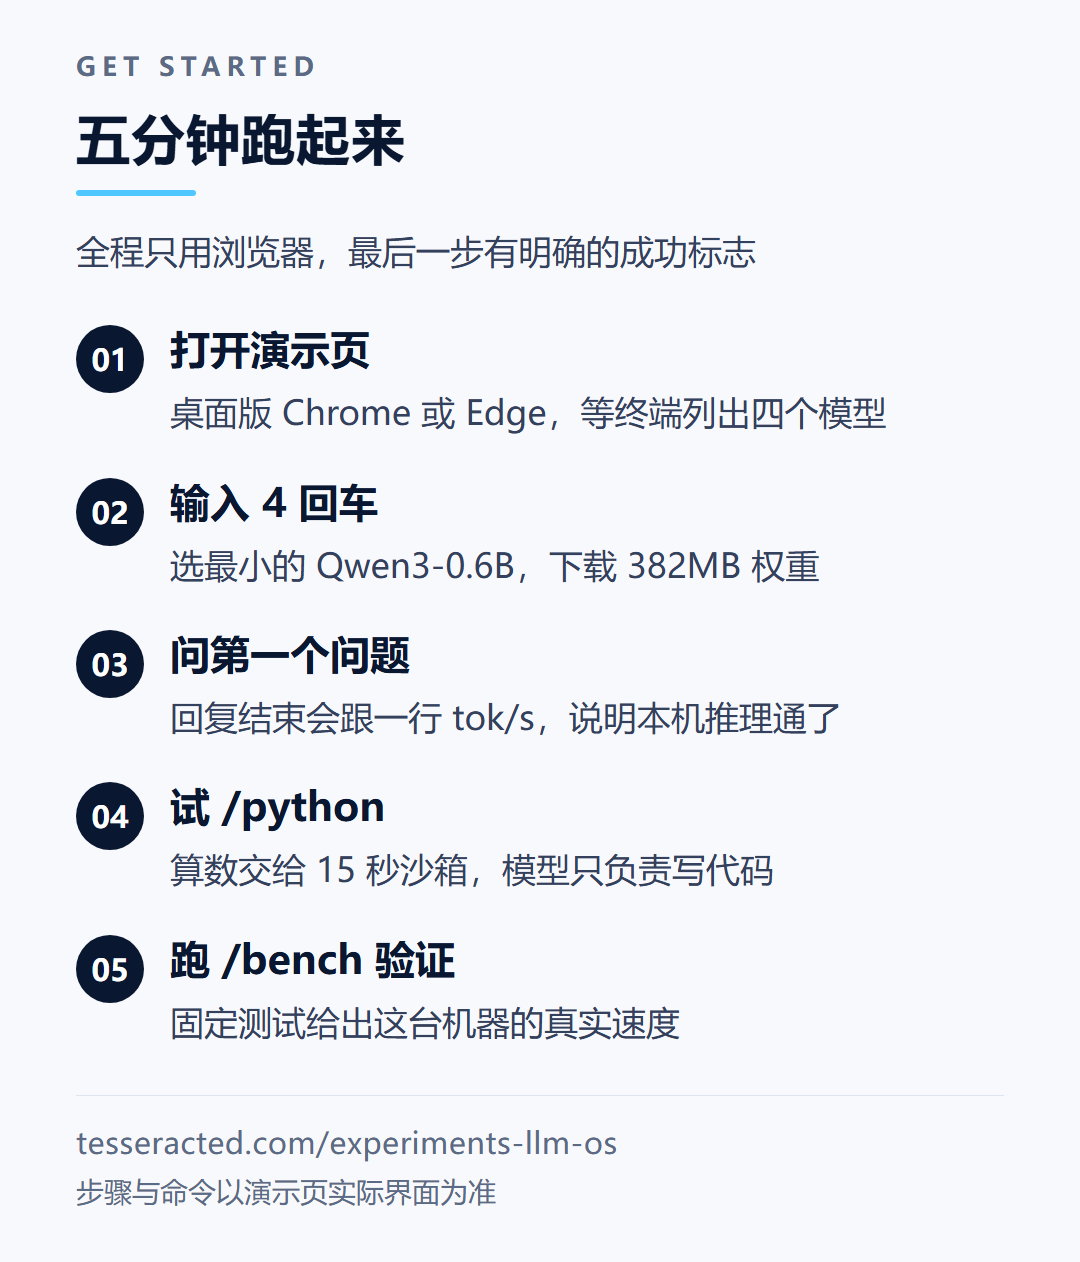 GET STARTED
五分钟跑起来
全程只用浏览器，最后一步有明确的成功标志
01
打开演示页
桌面版 Chrome 或 Edge，等终端列出四个模型
02
输入 4 回车
选最小的 Qwen3-0.6B，下载 382MB 权重
03
问第一个问题
回复结束会跟一行 tok/s，说明本机推理通了
04
试 /python
算数交给 15 秒沙箱，模型只负责写代码
05
跑 /bench 验证
固定测试给出这台机器的真实速度
tesseracted.com/experiments-llm-os
步骤与命令以演示页实际界面为准